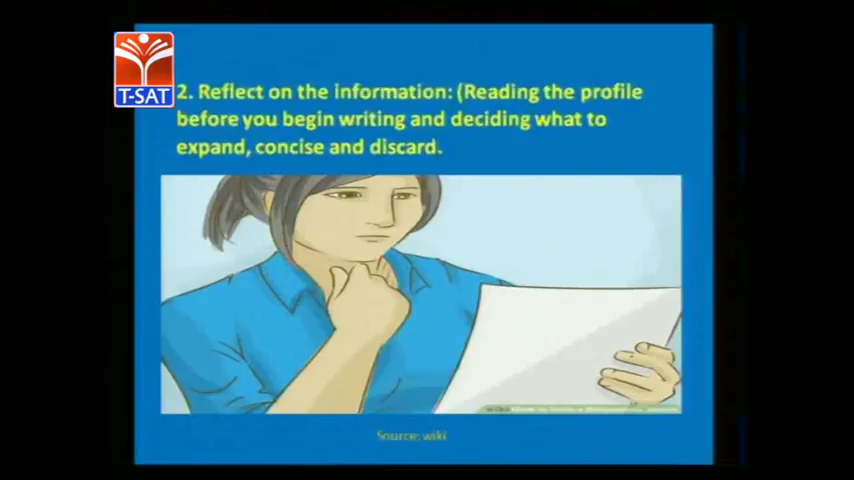 T-SAT
2. Reflect on the information: (Reading the profile
before you begin writing and deciding what to
expand, concise and discard.
Source: wiki